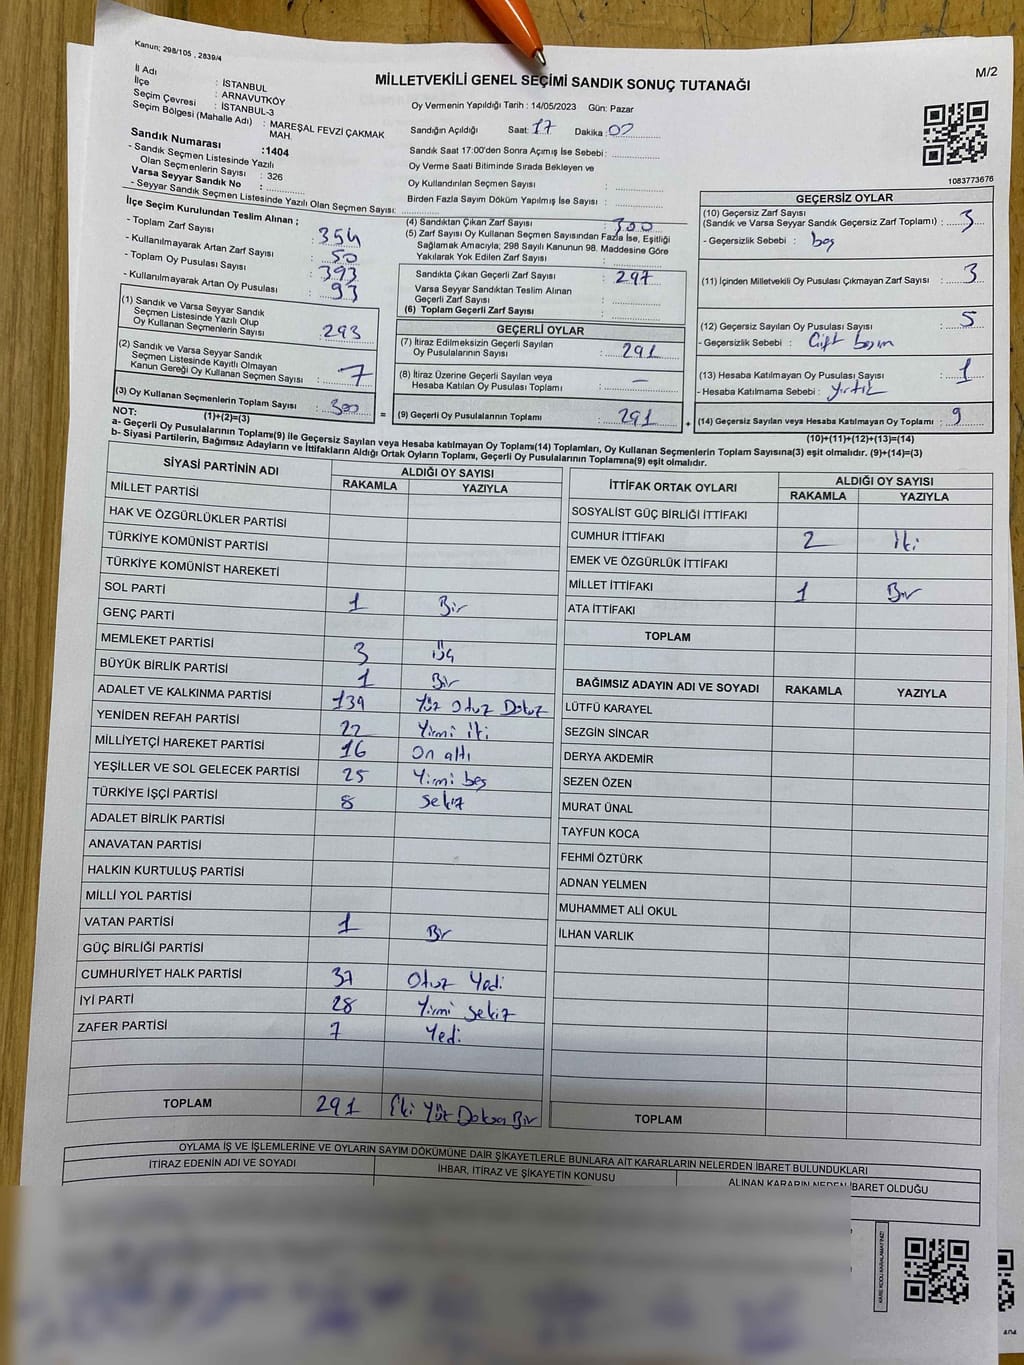 Kanun; 298/105 , 2839/4
M/2
MİLLETVEKİLİ GENEL SEÇİMİ SANDIK SONUÇ TUTANAĞI
İl Adı : İSTANBUL
İlçe : ARNAVUTKÖY
Seçim Çevresi : İSTANBUL-3
Seçim Bölgesi (Mahalle Adı) : MAREŞAL FEVZİ ÇAKMAK MAH.
Sandık Numarası : 1404
- Sandık Seçmen Listesinde Yazılı
Olan Seçmenlerin Sayısı : 326
Varsa Seyyar Sandık No :
- Seyyar Sandık Seçmen Listesinde Yazılı Olan Seçmen Sayısı:
Oy Vermenin Yapıldığı Tarih : 14/05/2023 Gün: Pazar
Sandığın Açıldığı Saat: 17 Dakika : 02
Sandık Saat 17:00'den Sonra Açımış İse Sebebi :
Oy Verme Saati Bitiminde Sırada Bekleyen ve
Oy Kullandırılan Seçmen Sayısı :
Birden Fazla Sayım Döküm Yapılmış İse Sayısı :
1083773676
İlçe Seçim Kurulundan Teslim Alınan ;
- Toplam Zarf Sayısı : 354
- Kullanılmayarak Artan Zarf Sayısı : 50
- Toplam Oy Pusulası Sayısı : 393
- Kullanılmayarak Artan Oy Pusulası : 93
(1) Sandık ve Varsa Seyyar Sandık
Seçmen Listesinde Yazılı Olup
Oy Kullanan Seçmenlerin Sayısı : 293
(2) Sandık ve Varsa Seyyar Sandık
Seçmen Listesinde Kayıtlı Olmayan
Kanun Gereği Oy Kullanan Seçmen Sayısı : 7
(3) Oy Kullanan Seçmenlerin Toplam Sayısı : 300
(1)+(2)=(3)
(4) Sandıktan Çıkan Zarf Sayısı : 300
(5) Zarf Sayısı Oy Kullanan Seçmen Sayısından Fazla İse, Eşitliği
Sağlamak Amacıyla; 298 Sayılı Kanunun 98. Maddesine Göre
Yakılarak Yok Edilen Zarf Sayısı :
Sandıkta Çıkan Geçerli Zarf Sayısı : 297
Varsa Seyyar Sandıktan Teslim Alınan
Geçerli Zarf Sayısı :
(6) Toplam Geçerli Zarf Sayısı :
GEÇERLİ OYLAR
(7) İtiraz Edilmeksizin Geçerli Sayılan
Oy Pusulalarının Sayısı : 291
(8) İtiraz Üzerine Geçerli Sayılan veya
Hesaba Katılan Oy Pusulası Toplamı : —
= (9) Geçerli Oy Pusulalarının Toplamı : 291
GEÇERSİZ OYLAR
(10) Geçersiz Zarf Sayısı
(Sandık ve Varsa Seyyar Sandık Geçersiz Zarf Toplamı) : 3
- Geçersizlik Sebebi : boş
(11) İçinden Milletvekili Oy Pusulası Çıkmayan Zarf Sayısı : 3
(12) Geçersiz Sayılan Oy Pusulası Sayısı : 5
- Geçersizlik Sebebi : Çift basım
(13) Hesaba Katılmayan Oy Pusulası Sayısı : 1
- Hesaba Katılmama Sebebi : yırtık
+ (14) Geçersiz Sayılan veya Hesaba Katılmayan Oy Toplamı : 9
(10)+(11)+(12)+(13)=(14)
NOT:
a- Geçerli Oy Pusulalarının Toplamı(9) ile Geçersiz Sayılan veya Hesaba katılmayan Oy Toplamı(14) Toplamları, Oy Kullanan Seçmenlerin Toplam Sayısına(3) eşit olmalıdır. (9)+(14)=(3)
b- Siyasi Partilerin, Bağımsız Adayların ve İttifakların Aldığı Ortak Oyların Toplamı, Geçerli Oy Pusulalarının Toplamına(9) eşit olmalıdır.
SİYASİ PARTİNİN ADI ALDIĞI OY SAYISI
RAKAMLA YAZIYLA
MİLLET PARTİSİ
HAK VE ÖZGÜRLÜKLER PARTİSİ
TÜRKİYE KOMÜNİST PARTİSİ
TÜRKİYE KOMÜNİST HAREKETİ
SOL PARTİ 1 Bir
GENÇ PARTİ
MEMLEKET PARTİSİ 3 Üç
BÜYÜK BİRLİK PARTİSİ 1 Bir
ADALET VE KALKINMA PARTİSİ 139 Yüz Otuz Dokuz
YENİDEN REFAH PARTİSİ 22 Yirmi iki
MİLLİYETÇİ HAREKET PARTİSİ 16 On altı
YEŞİLLER VE SOL GELECEK PARTİSİ 25 Yirmi beş
TÜRKİYE İŞÇİ PARTİSİ 8 Sekiz
ADALET BİRLİK PARTİSİ
ANAVATAN PARTİSİ
HALKIN KURTULUŞ PARTİSİ
MİLLİ YOL PARTİSİ
VATAN PARTİSİ 1 Bir
GÜÇ BİRLİĞİ PARTİSİ
CUMHURİYET HALK PARTİSİ 37 Otuz Yedi
İYİ PARTİ 28 Yirmi Sekiz
ZAFER PARTİSİ 7 Yedi
TOPLAM 291 İki Yüz Doksan Bir
İTTİFAK ORTAK OYLARI ALDIĞI OY SAYISI
RAKAMLA YAZIYLA
SOSYALİST GÜÇ BİRLİĞİ İTTİFAKI
CUMHUR İTTİFAKI 2 İki
EMEK VE ÖZGÜRLÜK İTTİFAKI
MİLLET İTTİFAKI 1 Bir
ATA İTTİFAKI
TOPLAM
BAĞIMSIZ ADAYIN ADI VE SOYADI RAKAMLA YAZIYLA
LÜTFÜ KARAYEL
SEZGİN SİNCAR
DERYA AKDEMİR
SEZEN ÖZEN
MURAT ÜNAL
TAYFUN KOCA
FEHMİ ÖZTÜRK
ADNAN YELMEN
MUHAMMET ALİ OKUL
İLHAN VARLIK
TOPLAM
OYLAMA İŞ VE İŞLEMLERİNE VE OYLARIN SAYIM DÖKÜMÜNE DAİR ŞİKAYETLERLE BUNLARA AİT KARARLARIN NELERDEN İBARET BULUNDUKLARI
İTİRAZ EDENİN ADI VE SOYADI İHBAR, İTİRAZ VE ŞİKAYETİN KONUSU ALINAN KARARIN NEDEN İBARET OLDUĞU
KARE KODU KARALAMAYINIZ!
404